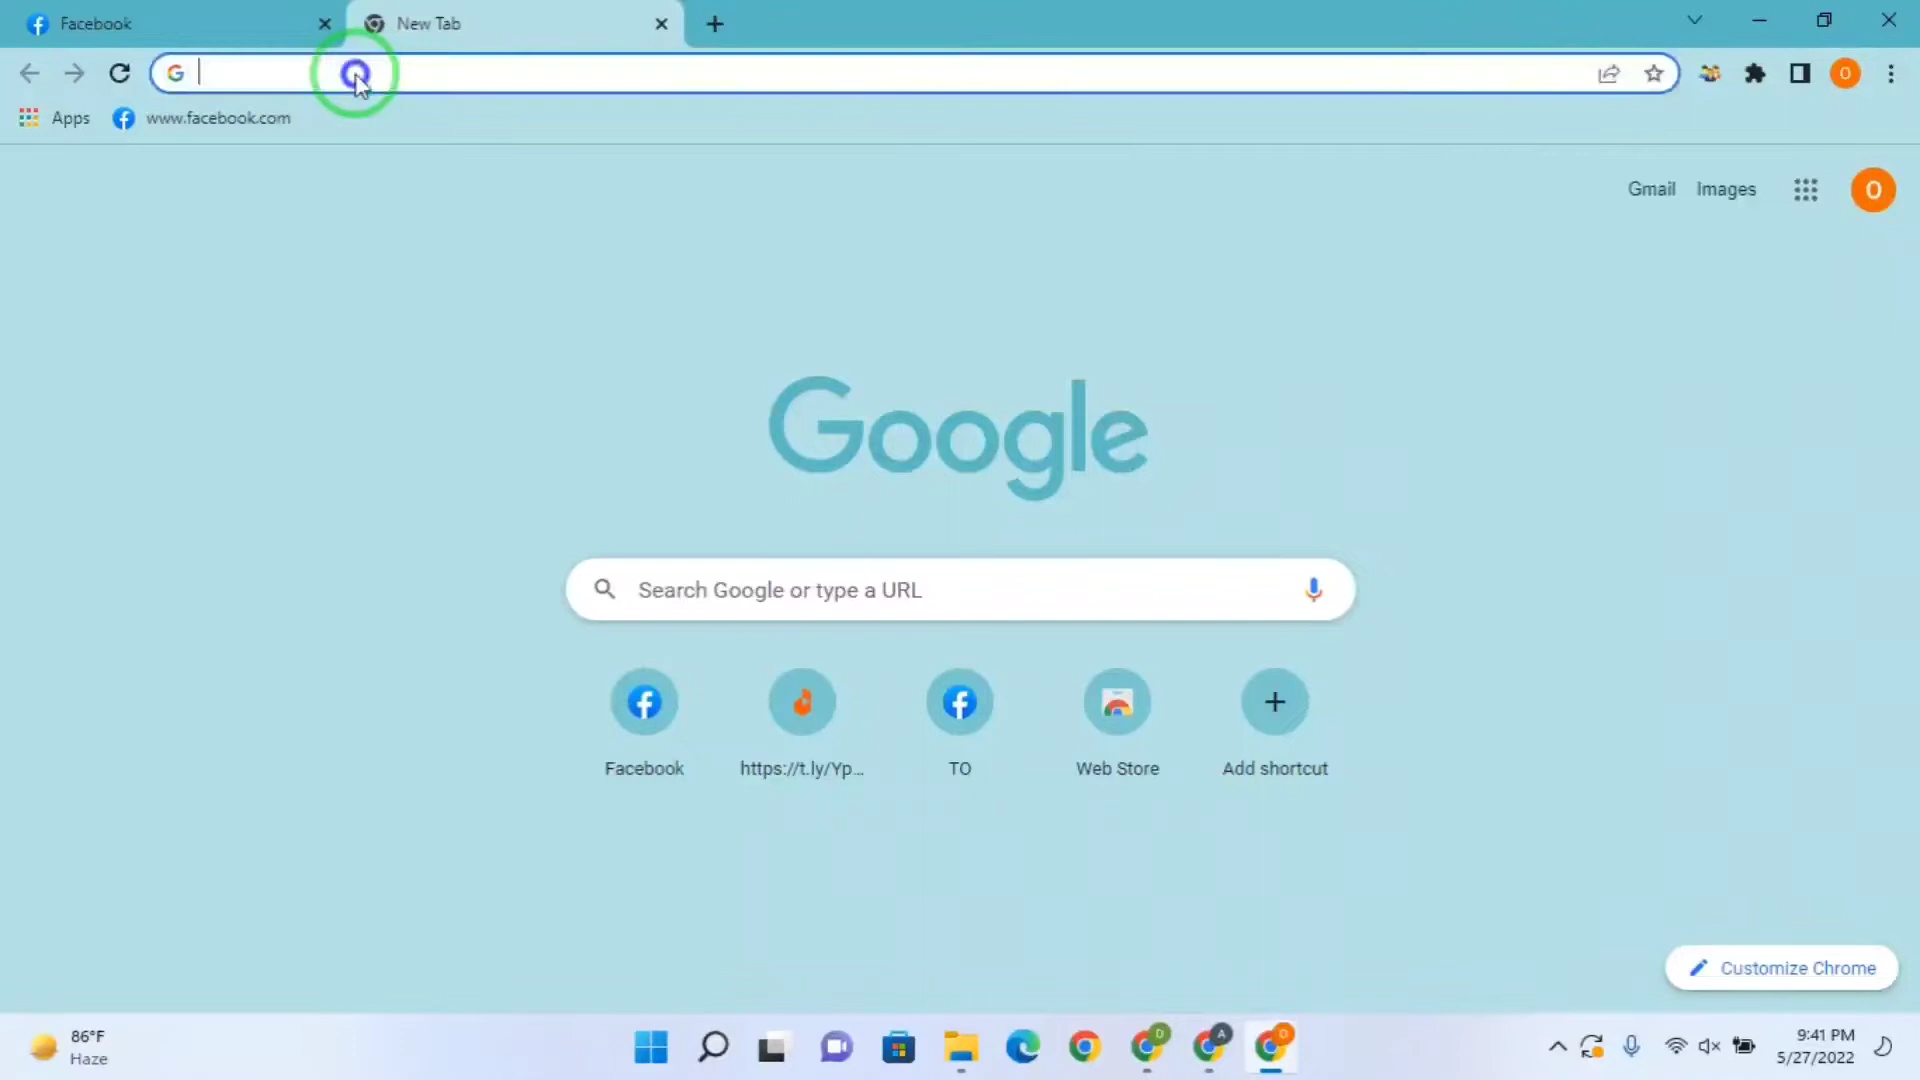 Facebook
New Tab
Apps
www.facebook.com
Gmail Images
O
O
Google
Search Google or type a URL
Facebook
https://t.ly/Yp...
TO
Web Store
Add shortcut
Customize Chrome
86°F
Haze
D
A
O
9:41 PM
5/27/2022